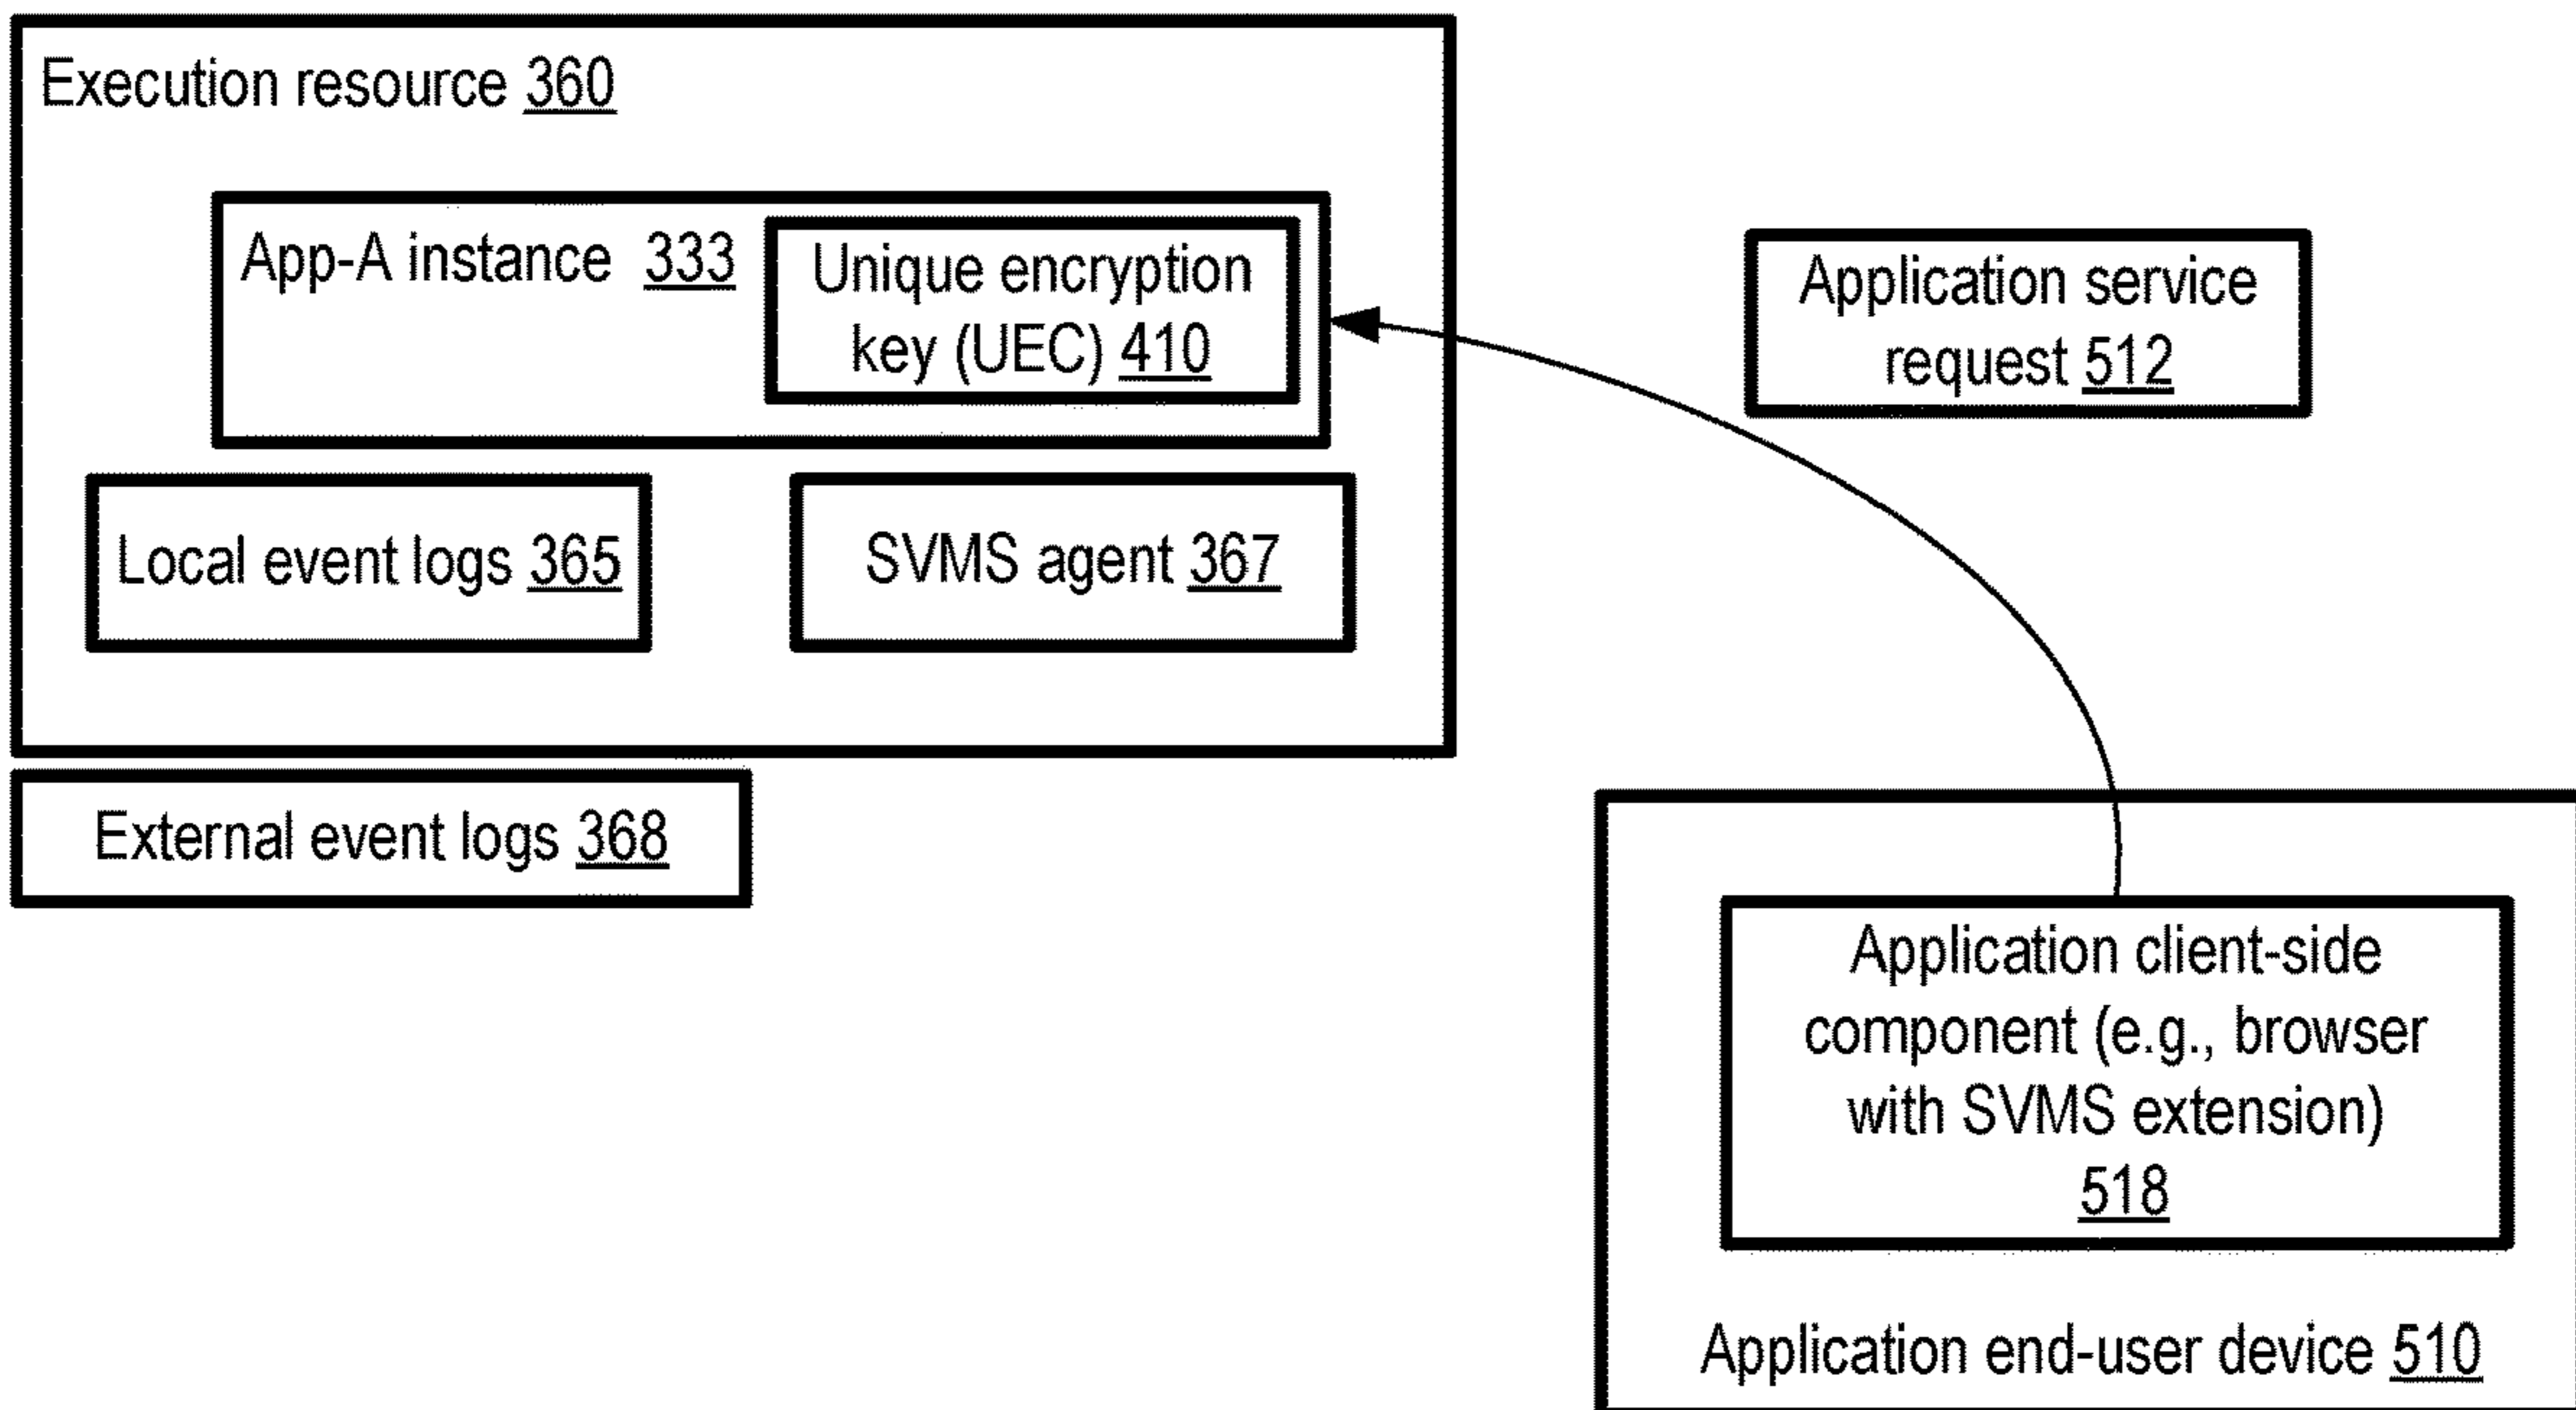 Execution resource 360
App-A instance 333
Unique encryption
key (UEC) 410
Application service
request 512
Local event logs 365
SVMS agent 367
External event logs 368
Application client-side
component (e.g., browser
with SVMS extension)
518
Application end-user device 510